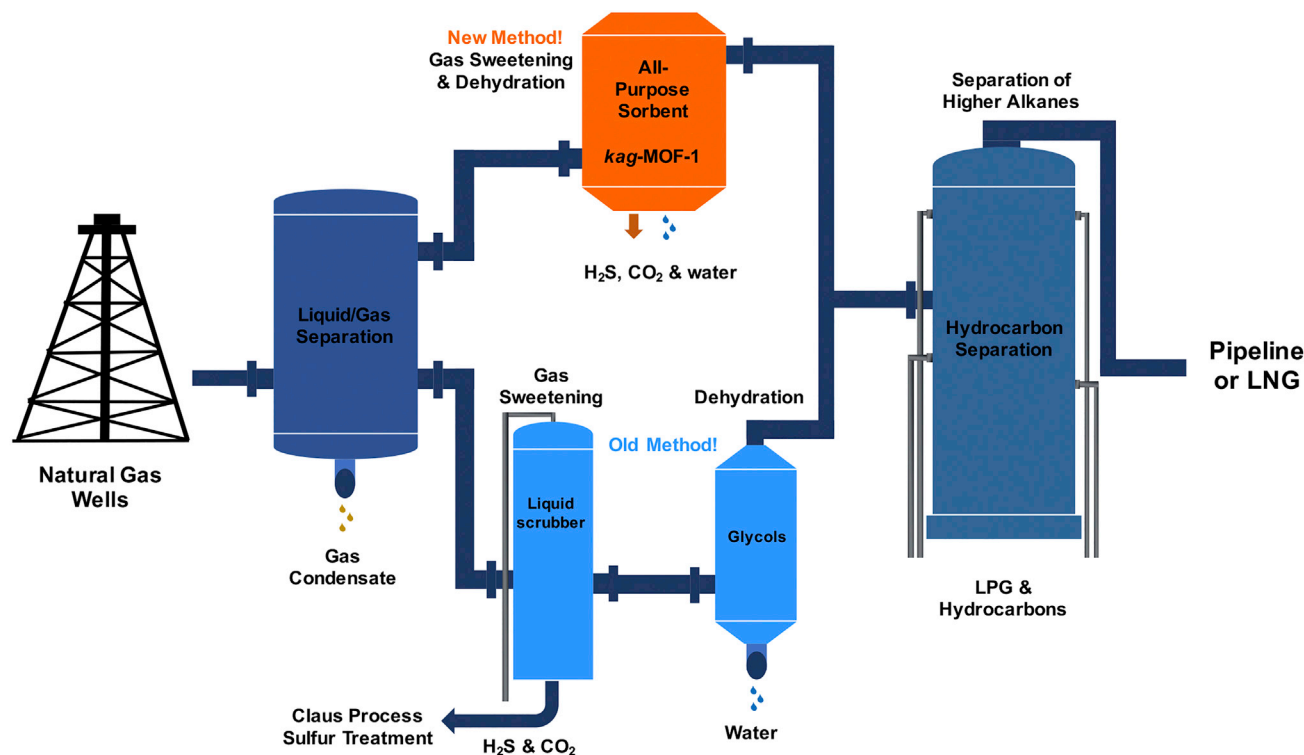 New Method!
Gas Sweetening
& Dehydration
All-
Purpose
Sorbent
kag-MOF-1
H₂S, CO₂ & water
Separation of
Higher Alkanes
Liquid/Gas
Separation
Hydrocarbon
Separation
Pipeline
or LNG
Natural Gas
Wells
Gas
Condensate
Gas
Sweetening
Old Method!
Dehydration
Liquid
scrubber
Glycols
LPG &
Hydrocarbons
Claus Process
Sulfur Treatment
H₂S & CO₂
Water